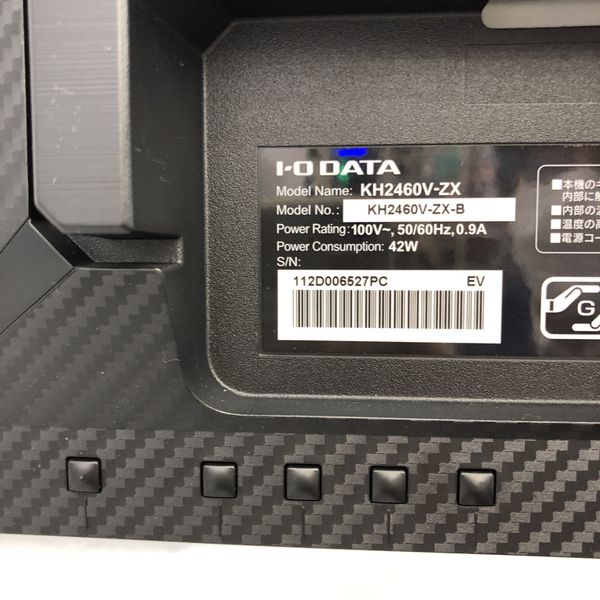 I-O DATA
Model Name: KH2460V-ZX
Model No.: KH2460V-ZX-B
Power Rating: 100V~, 50/60Hz, 0.9A
Power Consumption: 42W
S/N:
112D006527PC EV
■本機の
内部に
■内部の
■温度の
■電源コー
G